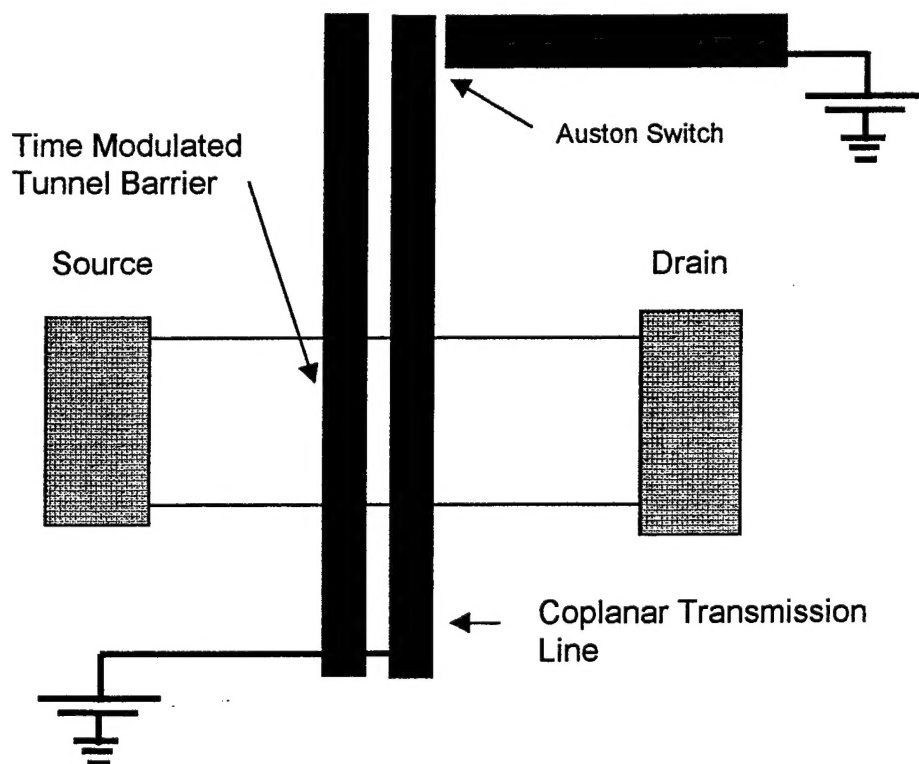 Auston Switch
Time Modulated
Tunnel Barrier
Source
Drain
Coplanar Transmission
Line